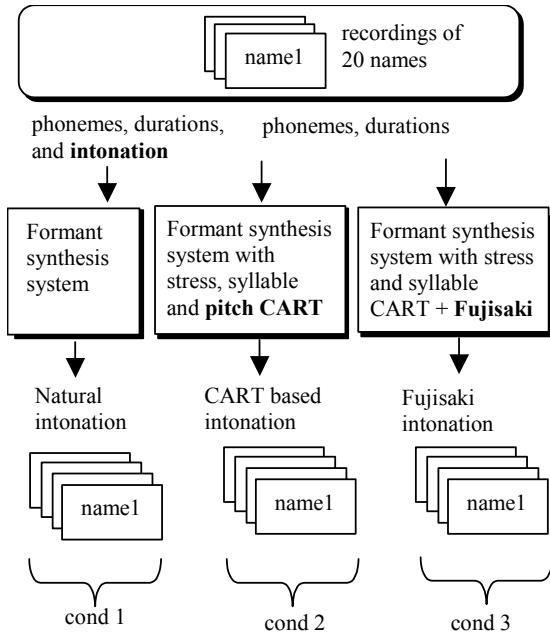 recordings of
20 names
name1
phonemes, durations,
and intonation
phonemes, durations
Formant
synthesis
system
Formant synthesis
system with
stress, syllable
and pitch CART
Formant synthesis
system with stress
and syllable
CART + Fujisaki
Natural
intonation
CART based
intonation
Fujisaki
intonation
name1
name1
name1
cond 1
cond 2
cond 3